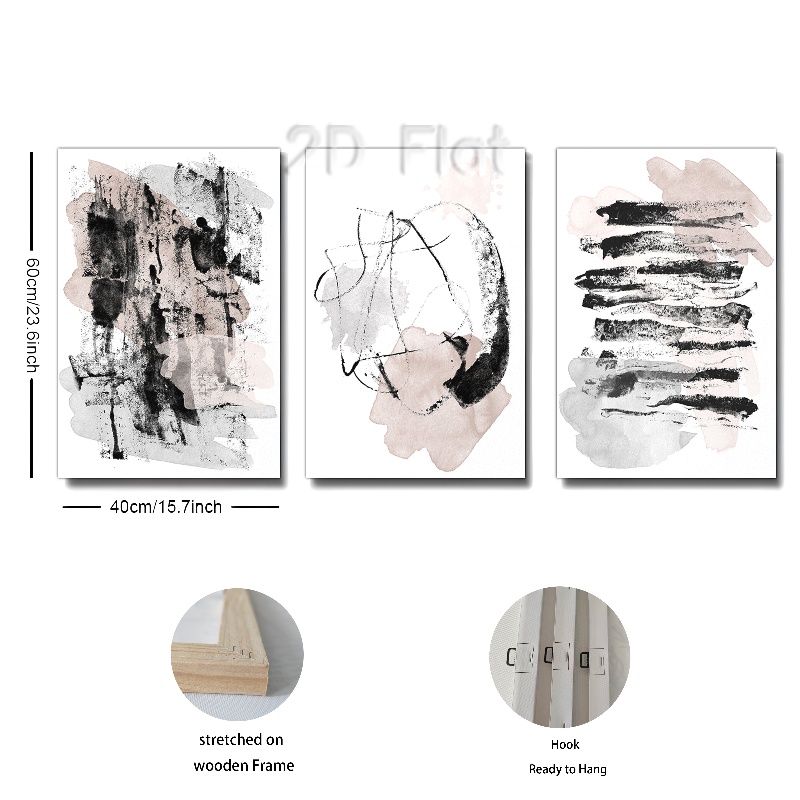 2D Flat
60cm/23.6inch
40cm/15.7inch
stretched on
wooden Frame
Hook
Ready to Hang